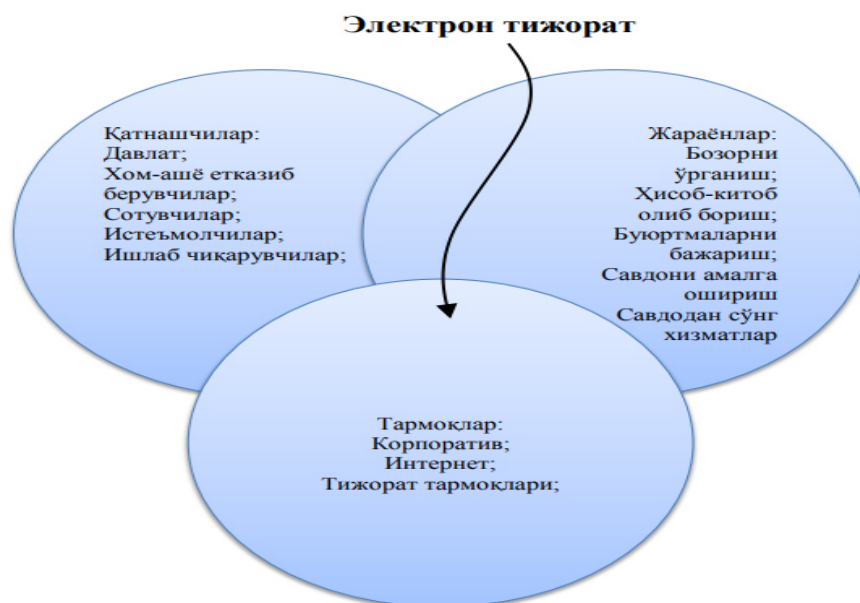 Электрон тижорат
Қатнашчилар:
Давлат;
Хом-ашё етказиб
берувчилар;
Сотувчилар;
Истеъмолчилар;
Ишлаб чиқарувчилар;
Жараёнлар:
Бозорни
ўрганиш;
Ҳисоб-китоб
олиб бориш;
Буюртмаларни
бажариш;
Савдони амалга
ошириш
Савдодан сўнг
хизматлар
Тармоқлар:
Корпоратив;
Интернет;
Тижорат тармоқлари;